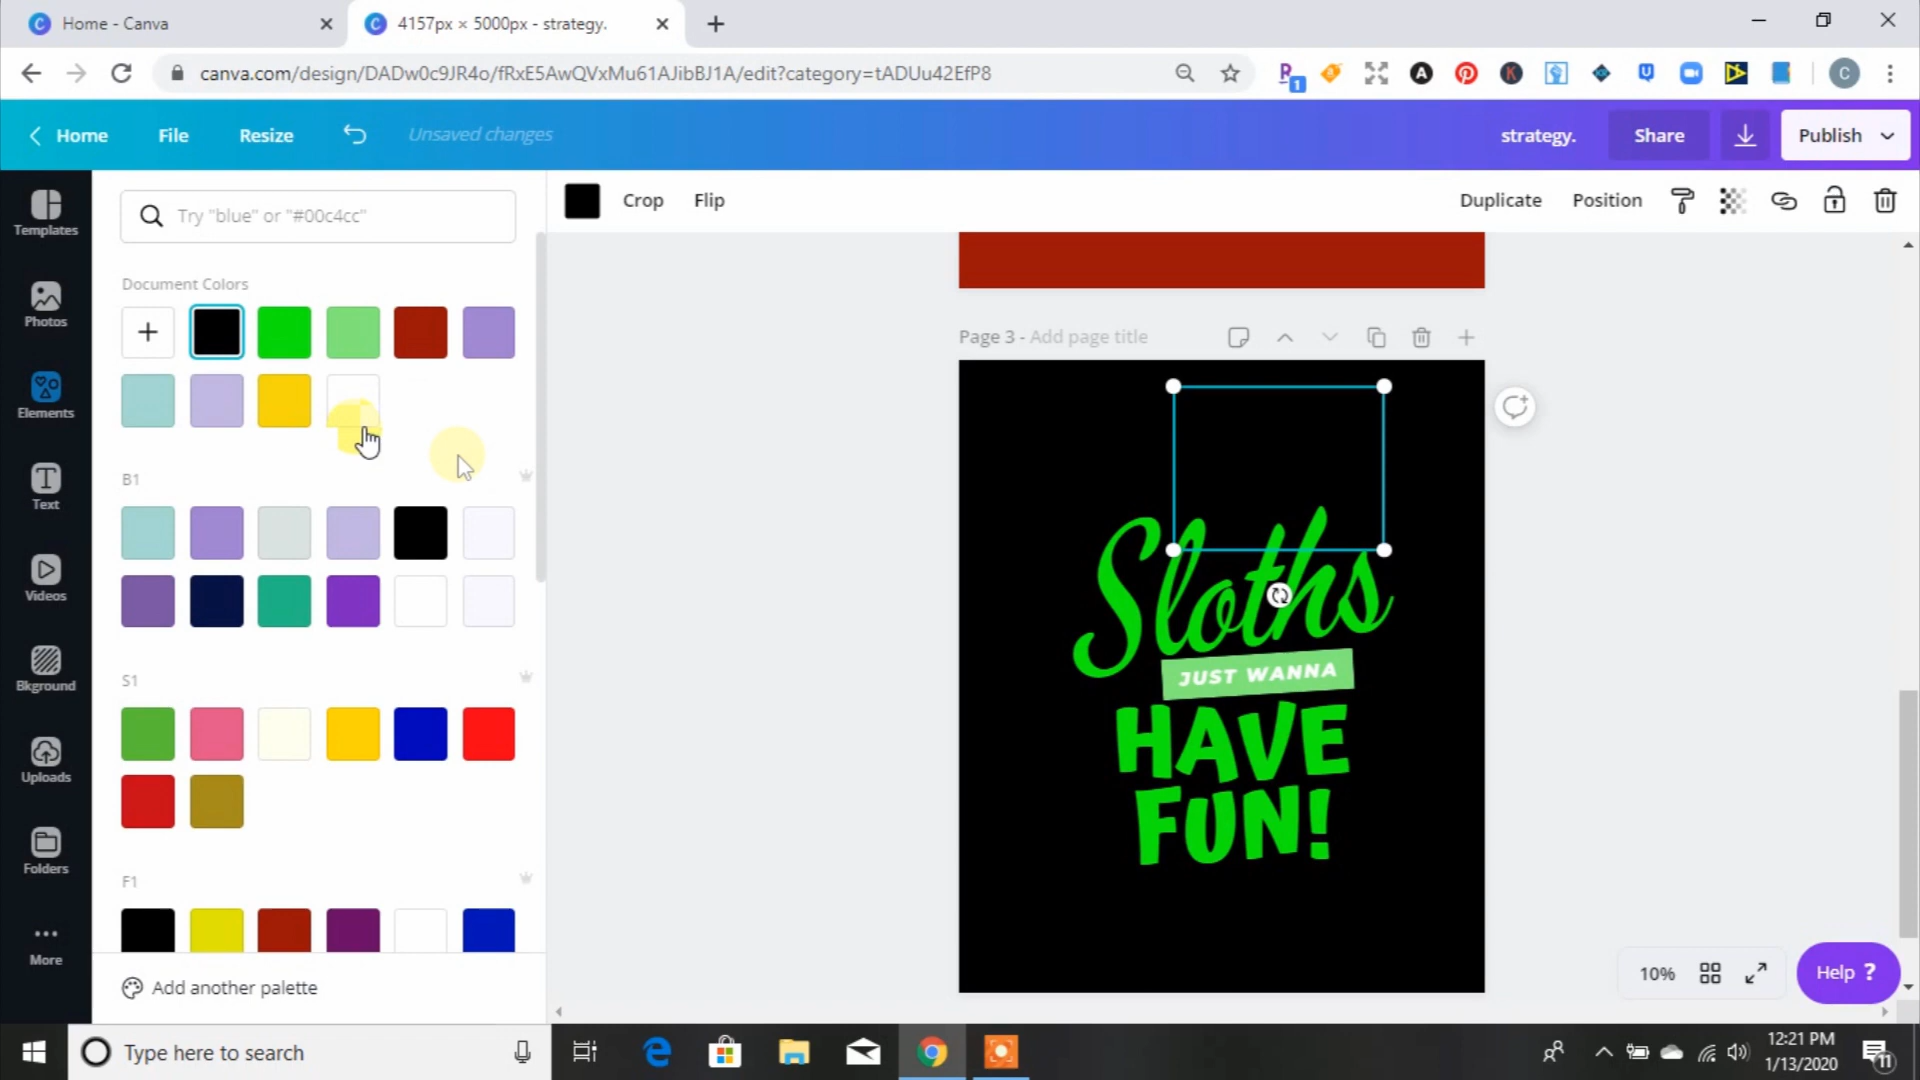 Home - Canva
4157px × 5000px - strategy.
canva.com/design/DADw0c9JR4o/fRxE5AwQVxMu61AJibBJ1A/edit?category=tADUu42EfP8
C
Home
File
Resize
Unsaved changes
strategy.
Share
Publish
Try "blue" or "#00c4cc"
Crop
Flip
Duplicate
Position
Templates
Photos
Elements
Text
Videos
Bkground
Uploads
Folders
More
Document Colors
B1
S1
F1
Add another palette
Page 3 - Add page title
Sloths
JUST WANNA
HAVE
FUN!
10%
Help ?
Type here to search
12:21 PM
1/13/2020
11